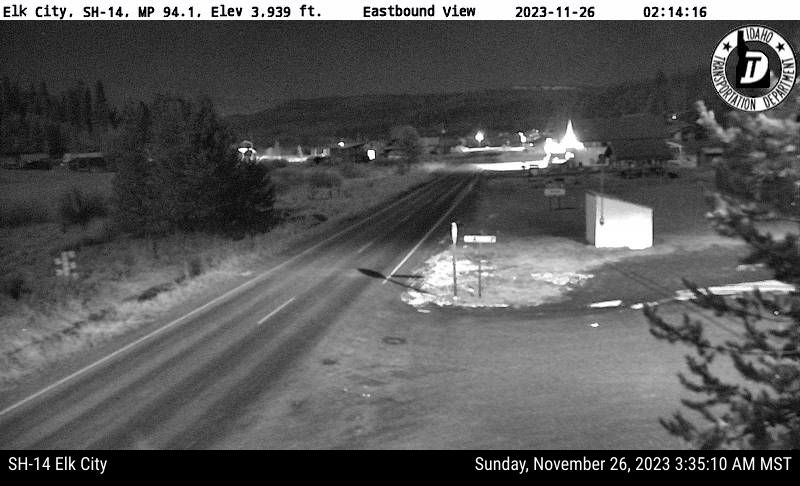 Elk City, SH-14, MP 94.1, Elev 3,939 ft. Eastbound View 2023-11-26 02:14:16
IDAHO
TRANSPORTATION DEPARTMENT
SH-14 Elk City Sunday, November 26, 2023 3:35:10 AM MST